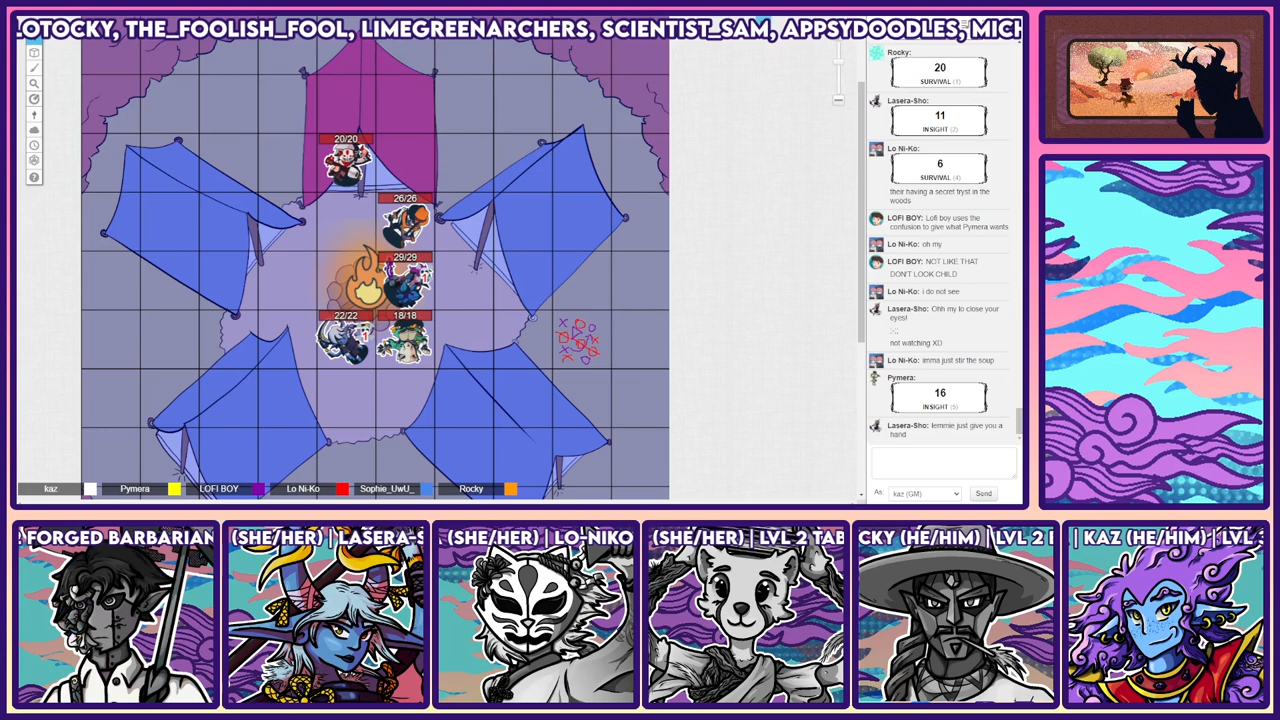 LOTOCKY, THE_FOOLISH_FOOL, LIMEGREENARCHERS, SCIENTIST_SAM, APPSYDOODLES, MICH
20/20
26/26
29/29
22/22
18/18
kaz
Pymera
LOFI BOY
Lo Ni-Ko
Sophie_UwU_
Rocky
Rocky:
20
SURVIVAL (1)
Lasera-Sho:
11
INSIGHT (2)
Lo Ni-Ko:
6
SURVIVAL (4)
their having a secret tryst in the
woods
LOFI BOY: Lofi boy uses the
confusion to give what Pymera wants
Lo Ni-Ko: oh my
LOFI BOY: NOT LIKE THAT
DON'T LOOK CHILD
Lo Ni-Ko: i do not see
Lasera-Sho: Ohh my lo close your
eyes!
not watching XD
Lo Ni-Ko: imma just stir the soup
Pymera:
16
INSIGHT (5)
Lasera-Sho: lemmie just give you a
hand
As:
kaz (GM)
Send
FORGED BARBARIAN
(SHE/HER) | LASERA-S
(SHE/HER) | LO-NIKO
(SHE/HER) | LVL 2 TAB
CKY (HE/HIM) | LVL 2
| KAZ (HE/HIM) | LVL 3